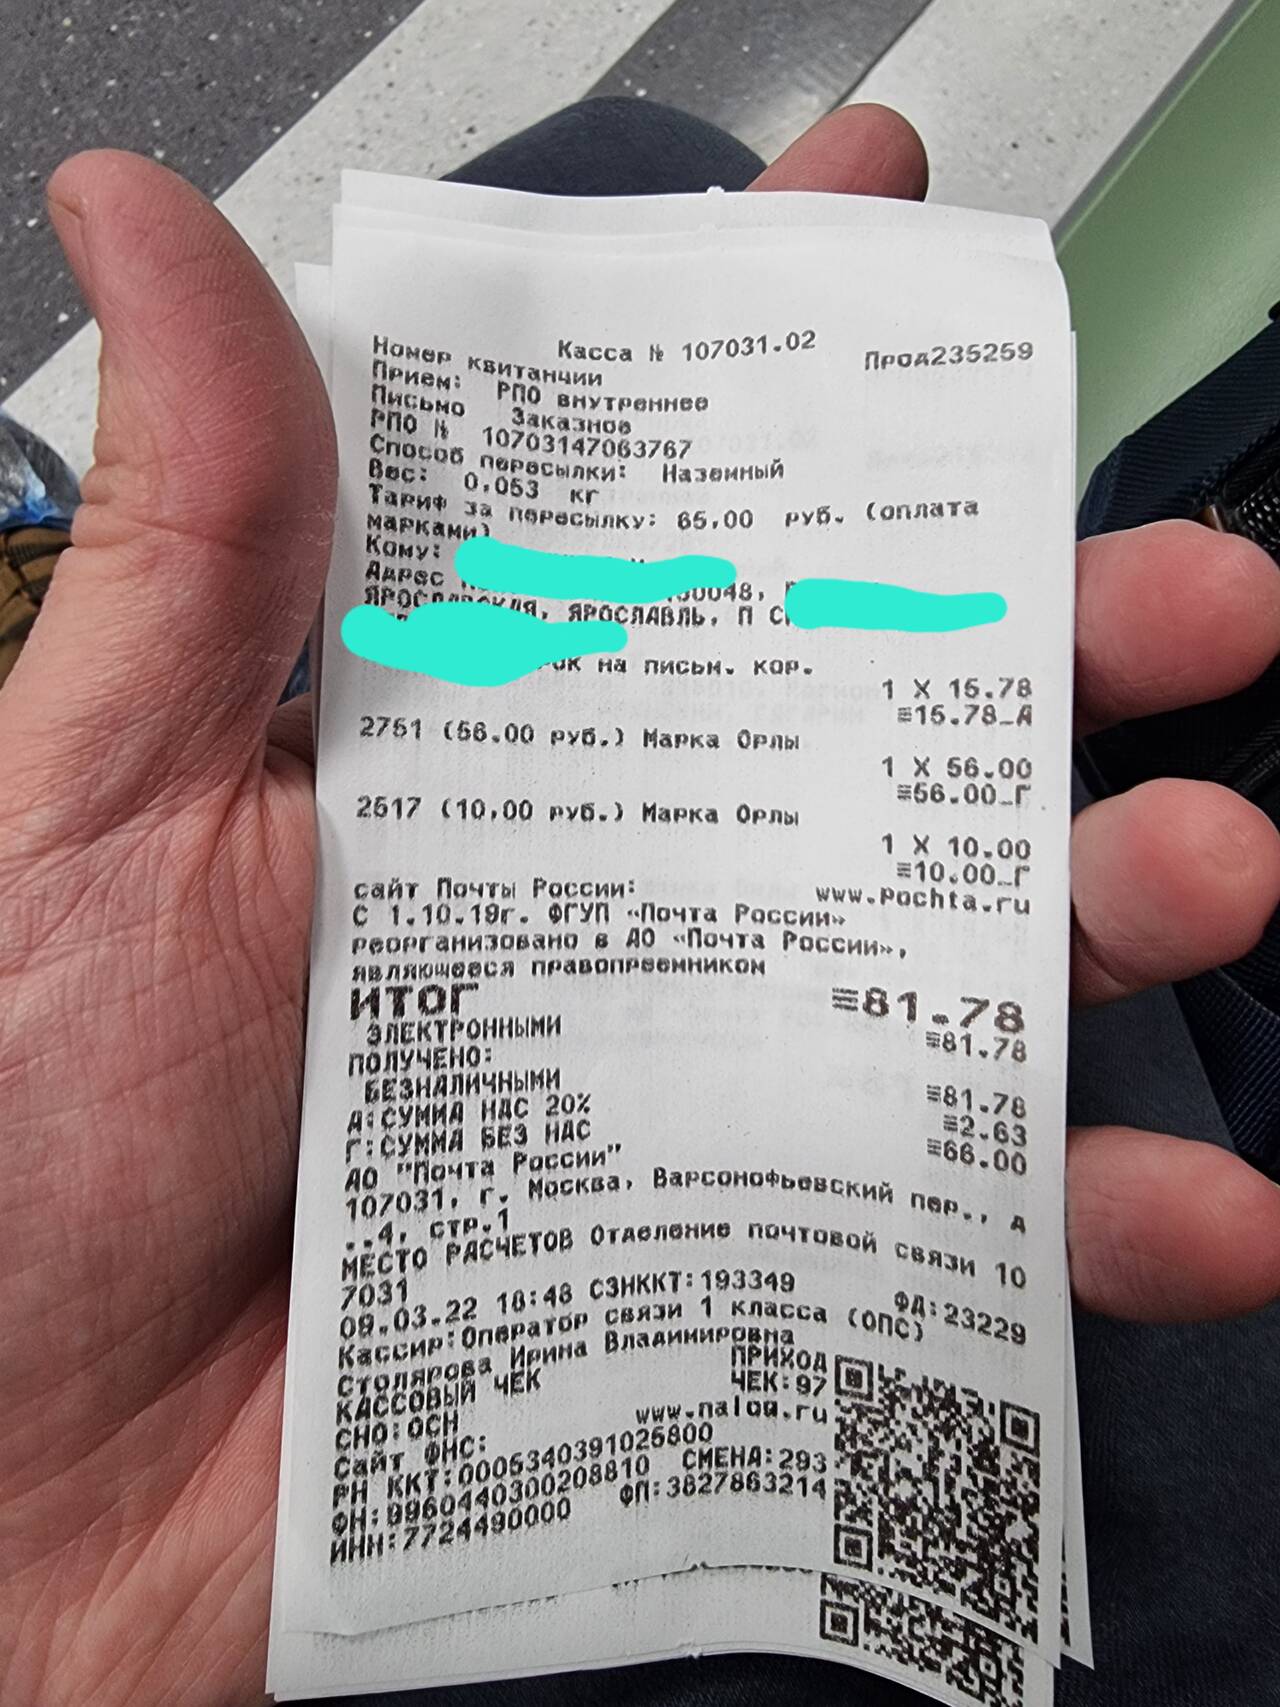 Касса № 107031.02
Номер квитанции Прод235259
Прием: РПО внутреннее
Письмо Заказное
РПО № 10703147063767
Способ пересылки: Наземный
Вес: 0,053 кг
Тариф за пересылку: 65,00 руб. (оплата
марками)
Кому:
Адрес
ЯРОСЛАВСКАЯ, ЯРОСЛАВЛЬ, П
на письм. кор.
1 X 15.78
≡15.78_А
2751 (56.00 руб.) Марка Орлы
1 X 56.00
≡56.00_Г
2517 (10,00 руб.) Марка Орлы
1 X 10.00
≡10.00_Г
сайт Почты России: www.pochta.ru
С 1.10.19г. ФГУП «Почта России»
реорганизовано в АО «Почта России»,
являющееся правопреемником
ИТОГ ≡81.78
ЭЛЕКТРОННЫМИ ≡81.78
ПОЛУЧЕНО:
БЕЗНАЛИЧНЫМИ ≡81.78
А:СУММА НДС 20% ≡2.63
Г:СУММА БЕЗ НДС ≡66.00
АО "Почта России"
107031, г. Москва, Варсонофьевский пер., д
..4, стр.1
МЕСТО РАСЧЕТОВ Отделение почтовой связи 10
7031
09.03.22 18:48 СЗНККТ:193349 ФД:23229
Кассир:Оператор связи 1 класса (ОПС)
Столярова Ирина Владимировна
КАССОВЫЙ ЧЕК ПРИХОД
СНО:ОСН ЧЕК:97
Сайт ФНС: www.nalog.ru
РН ККТ:0005340391025800
ФН:9960440300208810 СМЕНА:293
ИНН:7724490000 ФП:3827863214